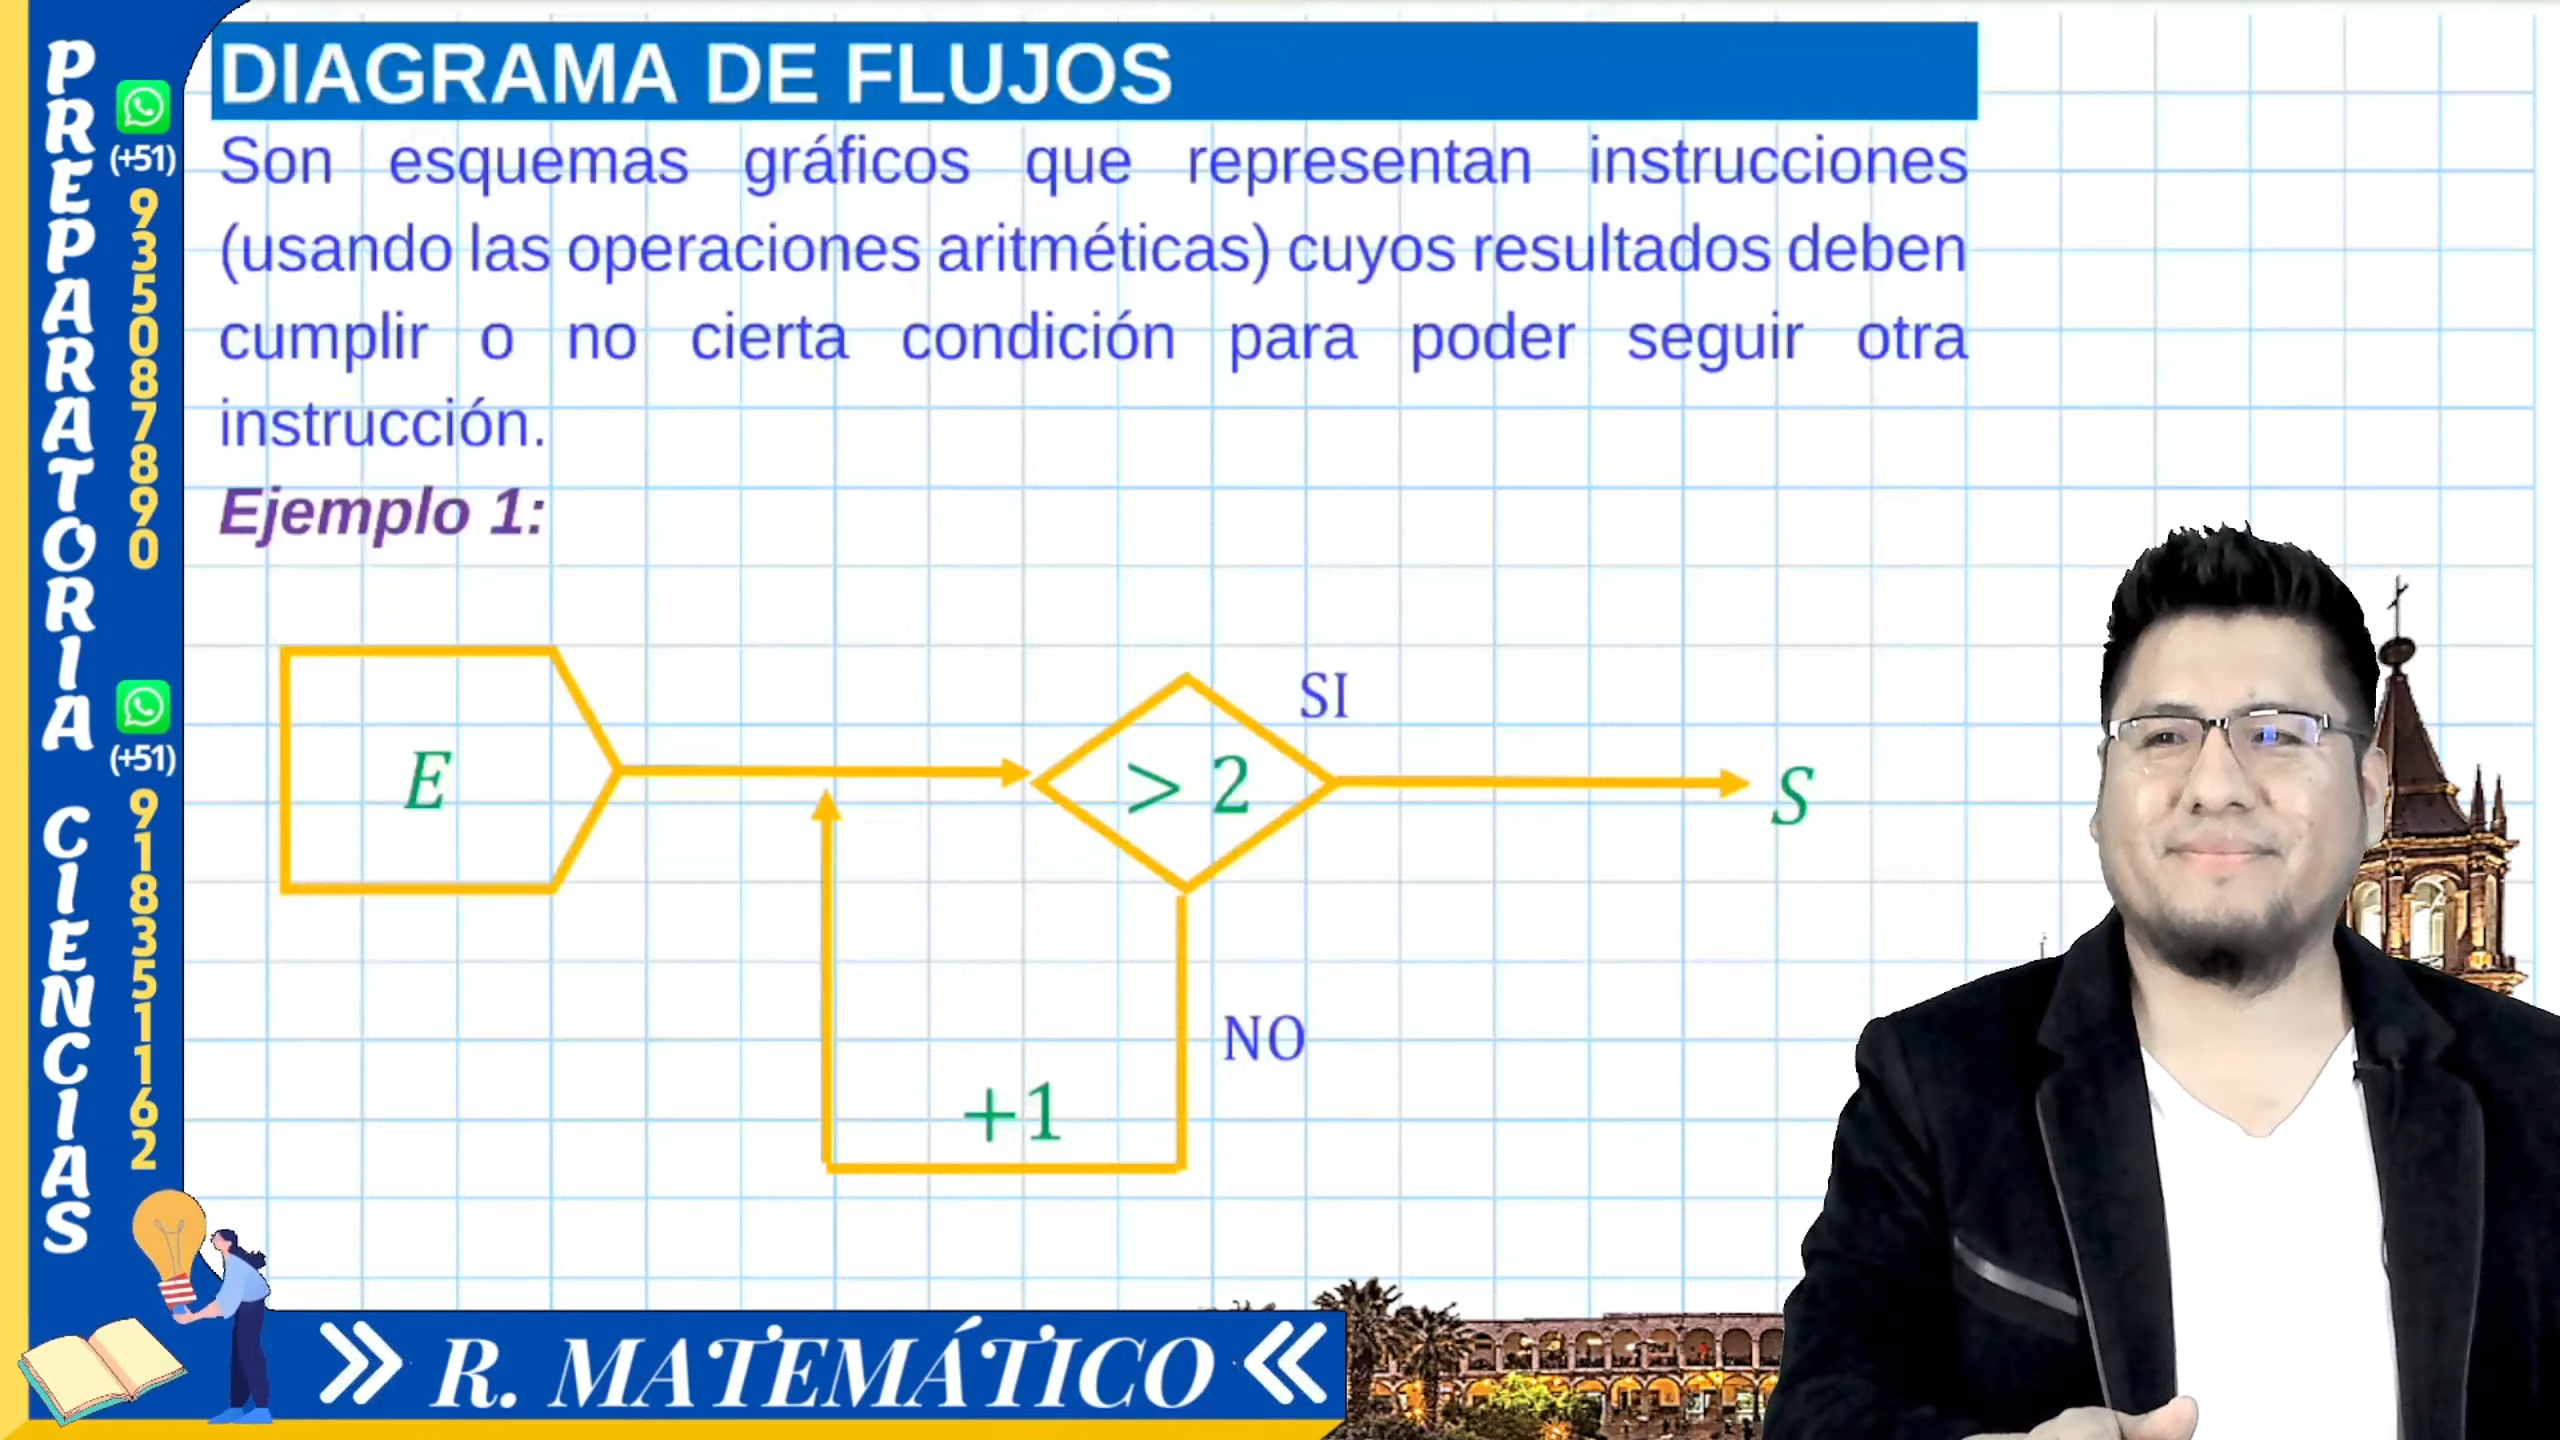 PREPARATORIA CIENCIAS
(+51)
935087890
(+51)
918351162
DIAGRAMA DE FLUJOS
Son esquemas gráficos que representan instrucciones
(usando las operaciones aritméticas) cuyos resultados deben
cumplir o no cierta condición para poder seguir otra
instrucción.
Ejemplo 1:
E
> 2
SI
S
NO
+1
R. MATEMÁTICO